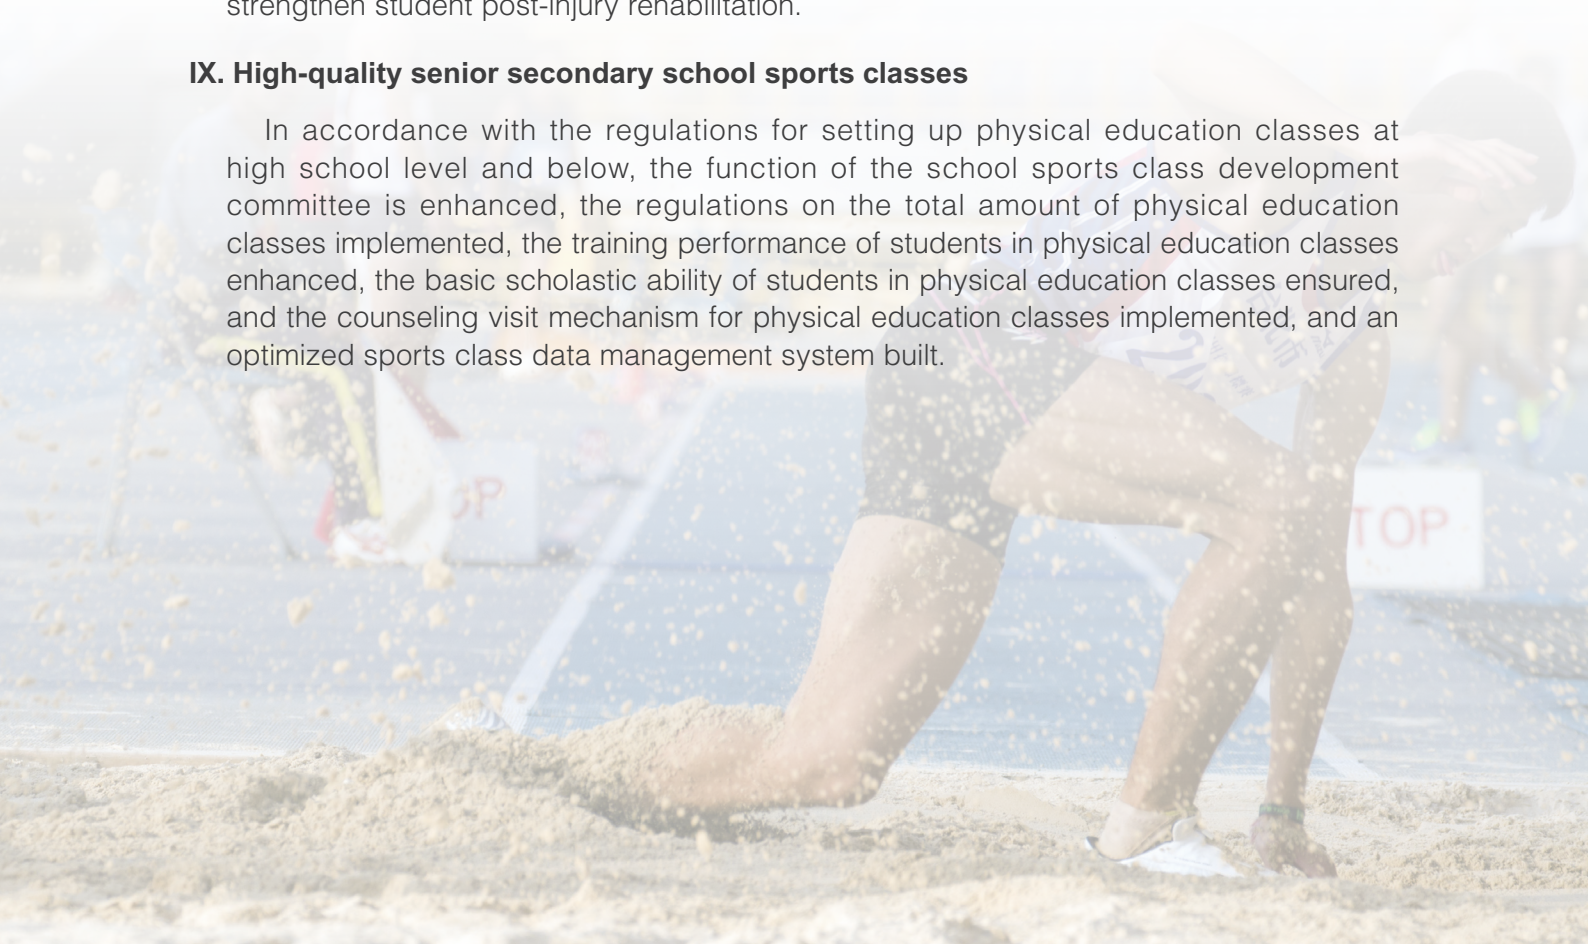 strengthen student post-injury rehabilitation.
IX. High-quality senior secondary school sports classes
In accordance with the regulations for setting up physical education classes at
high school level and below, the function of the school sports class development
committee is enhanced, the regulations on the total amount of physical education
classes implemented, the training performance of students in physical education classes
enhanced, the basic scholastic ability of students in physical education classes ensured,
and the counseling visit mechanism for physical education classes implemented, and an
optimized sports class data management system built.
OP
TOP